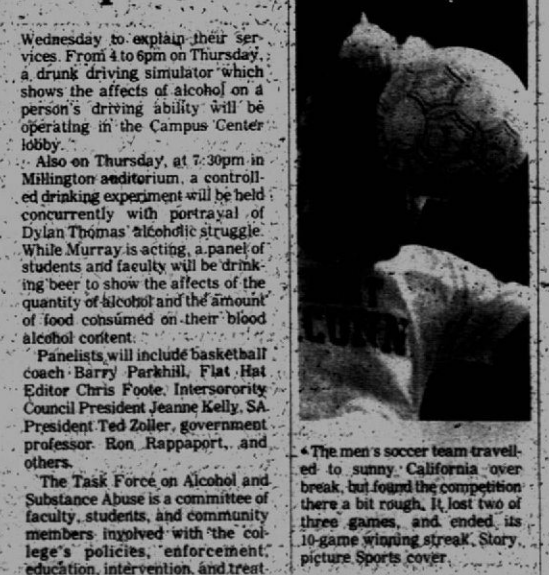 Wednesday to explain their ser-
vices. From 4 to 6pm on Thursday,
a drunk driving simulator which
shows the affects of alcohol on a
person's driving ability will be
operating in the Campus Center
lobby.
Also on Thursday, at 7:30pm in
Millington auditorium, a controll-
ed drinking experiment will be held
concurrently with portrayal of
Dylan Thomas' alcoholic struggle.
While Murray is acting, a panel of
students and faculty will be drink-
ing beer to show the affects of the
quantity of alcohol and the amount
of food consumed on their blood
alcohol content.
Panelists will include basketball
coach Barry Parkhill, Flat Hat
Editor Chris Foote, Intersorority
Council President Jeanne Kelly, SA
President Ted Zoller, government
professor Ron Rappaport, and
others.
The Task Force on Alcohol and
Substance Abuse is a committee of
faculty, students, and community
members involved with the col-
lege's policies, enforcement,
education, intervention, and treat
CONN
The men's soccer team travell-
ed to sunny California over
break, but found the competition
there a bit rough. It lost two of
three games, and ended its
10-game winning streak. Story,
picture Sports cover.